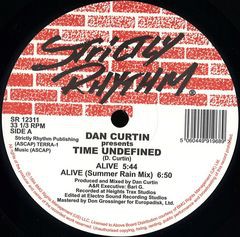 STRICTLY
RHYTHM®
SR 12311
33 1/3 RPM
SIDE A
5060449919689
Strictly Rhythm Publishing
(ASCAP) TERRA-1
Music (ASCAP)
DAN CURTIN
presents
TIME UNDEFINED
(D. Curtin)
ALIVE 5:44
ALIVE (Summer Rain Mix) 6:50
Produced and Mixed by Dan Curtin
A&R Executive: Bari G.
Recorded at Heights Trax Studios
Edited at Electro Sound Recording Studios
Mastered by Don Grossinger for Europadisk, Ltd.